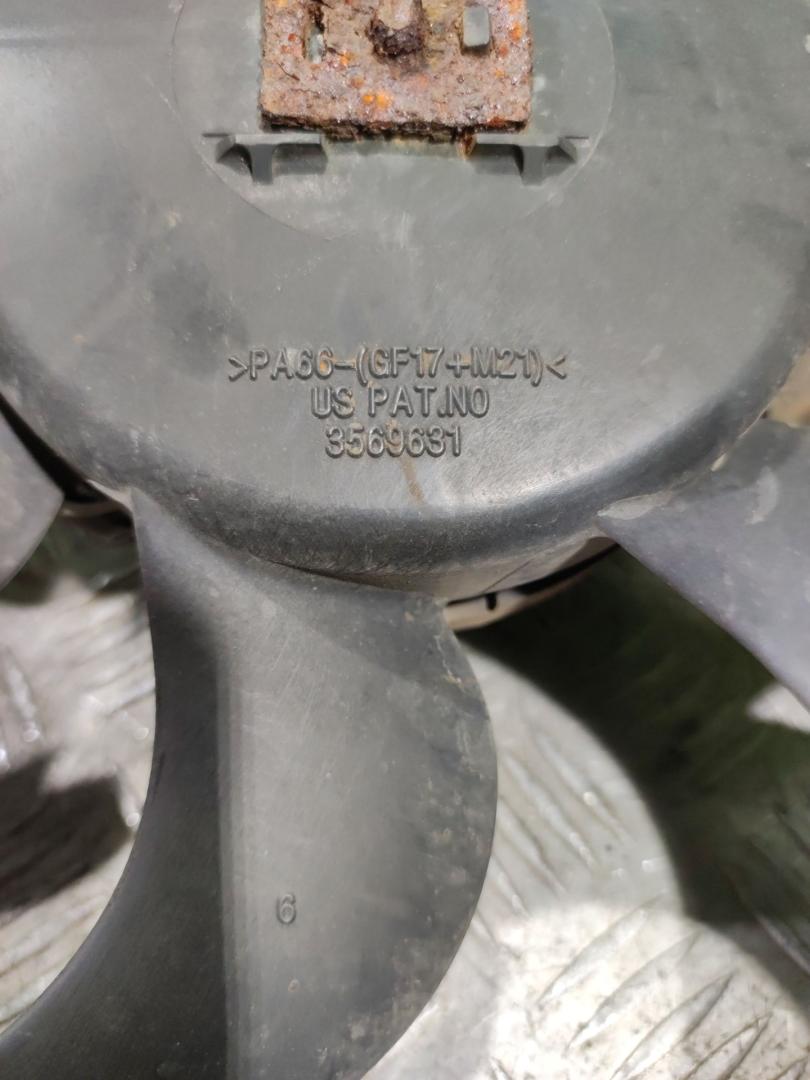 >PA66-(GF17+M21)<
US PAT.NO
3569631
6